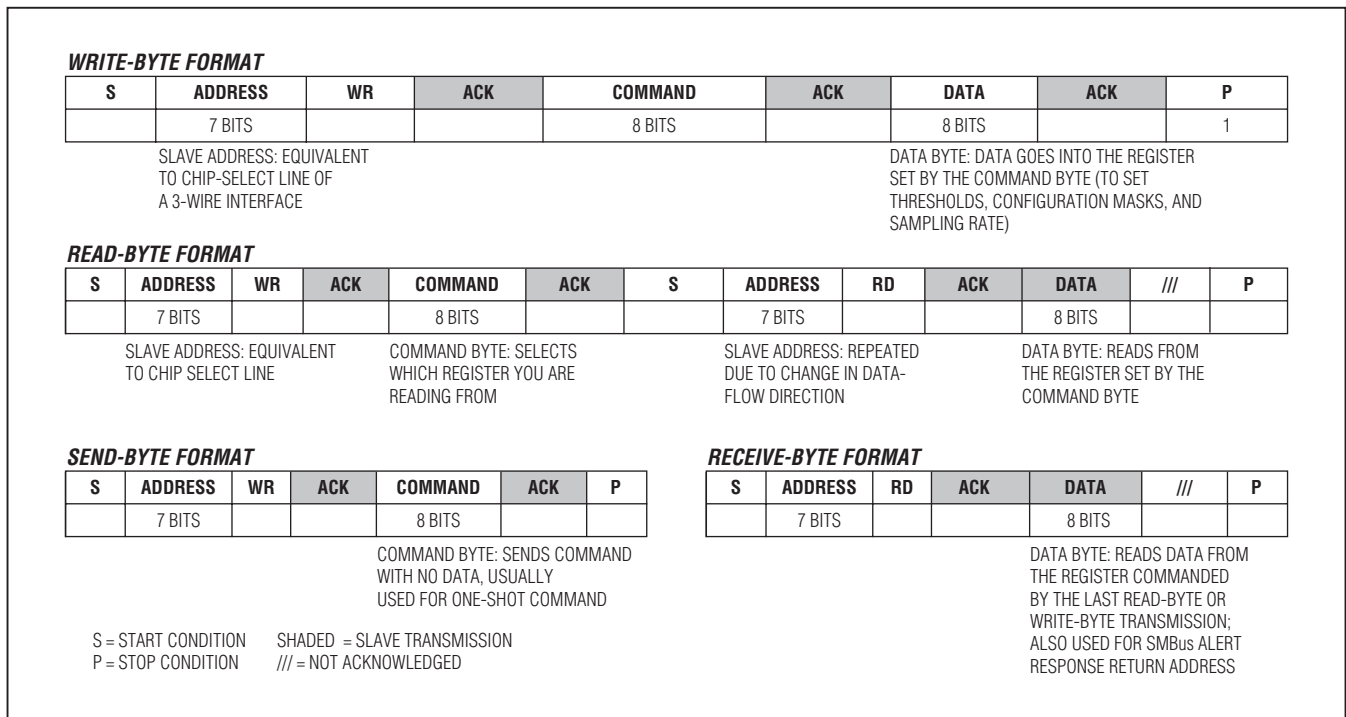 WRITE-BYTE FORMAT
S ADDRESS WR ACK COMMAND ACK DATA ACK P
7 BITS 8 BITS 8 BITS 1
SLAVE ADDRESS: EQUIVALENT
TO CHIP-SELECT LINE OF
A 3-WIRE INTERFACE
DATA BYTE: DATA GOES INTO THE REGISTER
SET BY THE COMMAND BYTE (TO SET
THRESHOLDS, CONFIGURATION MASKS, AND
SAMPLING RATE)
READ-BYTE FORMAT
S ADDRESS WR ACK COMMAND ACK S ADDRESS RD ACK DATA /// P
7 BITS 8 BITS 7 BITS 8 BITS
SLAVE ADDRESS: EQUIVALENT
TO CHIP SELECT LINE
COMMAND BYTE: SELECTS
WHICH REGISTER YOU ARE
READING FROM
SLAVE ADDRESS: REPEATED
DUE TO CHANGE IN DATA-
FLOW DIRECTION
DATA BYTE: READS FROM
THE REGISTER SET BY THE
COMMAND BYTE
SEND-BYTE FORMAT
S ADDRESS WR ACK COMMAND ACK P
7 BITS 8 BITS
COMMAND BYTE: SENDS COMMAND
WITH NO DATA, USUALLY
USED FOR ONE-SHOT COMMAND
RECEIVE-BYTE FORMAT
S ADDRESS RD ACK DATA /// P
7 BITS 8 BITS
DATA BYTE: READS DATA FROM
THE REGISTER COMMANDED
BY THE LAST READ-BYTE OR
WRITE-BYTE TRANSMISSION;
ALSO USED FOR SMBus ALERT
RESPONSE RETURN ADDRESS
S = START CONDITION SHADED = SLAVE TRANSMISSION
P = STOP CONDITION /// = NOT ACKNOWLEDGED